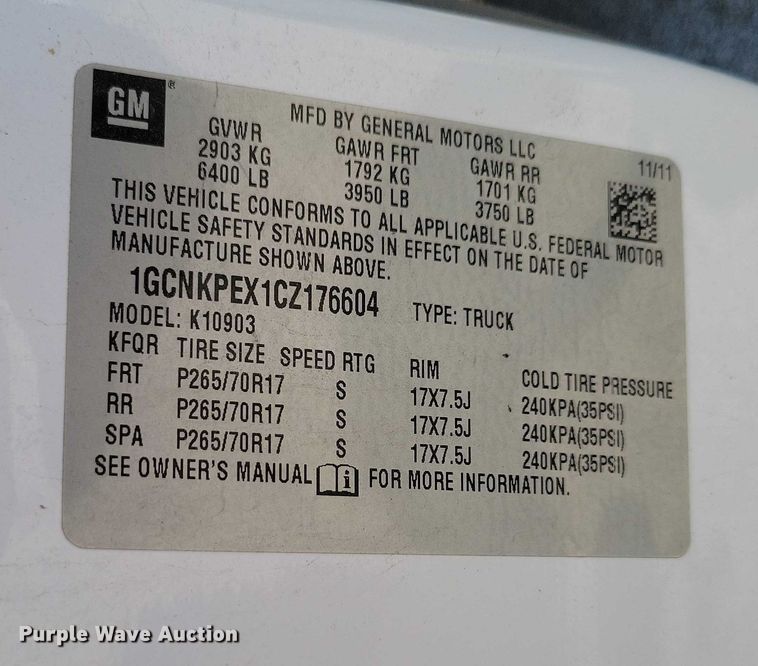 GM
®
MFD BY GENERAL MOTORS LLC
11/11
GVWR GAWR FRT GAWR RR
2903 KG 1792 KG 1701 KG
6400 LB 3950 LB 3750 LB
THIS VEHICLE CONFORMS TO ALL APPLICABLE U.S. FEDERAL MOTOR
VEHICLE SAFETY STANDARDS IN EFFECT ON THE DATE OF
MANUFACTURE SHOWN ABOVE.
1GCNKPEX1CZ176604 TYPE: TRUCK
MODEL: K10903
KFQR TIRE SIZE SPEED RTG RIM COLD TIRE PRESSURE
FRT P265/70R17 S 17X7.5J 240KPA(35PSI)
RR P265/70R17 S 17X7.5J 240KPA(35PSI)
SPA P265/70R17 S 17X7.5J 240KPA(35PSI)
SEE OWNER'S MANUAL i FOR MORE INFORMATION.
Purple Wave Auction